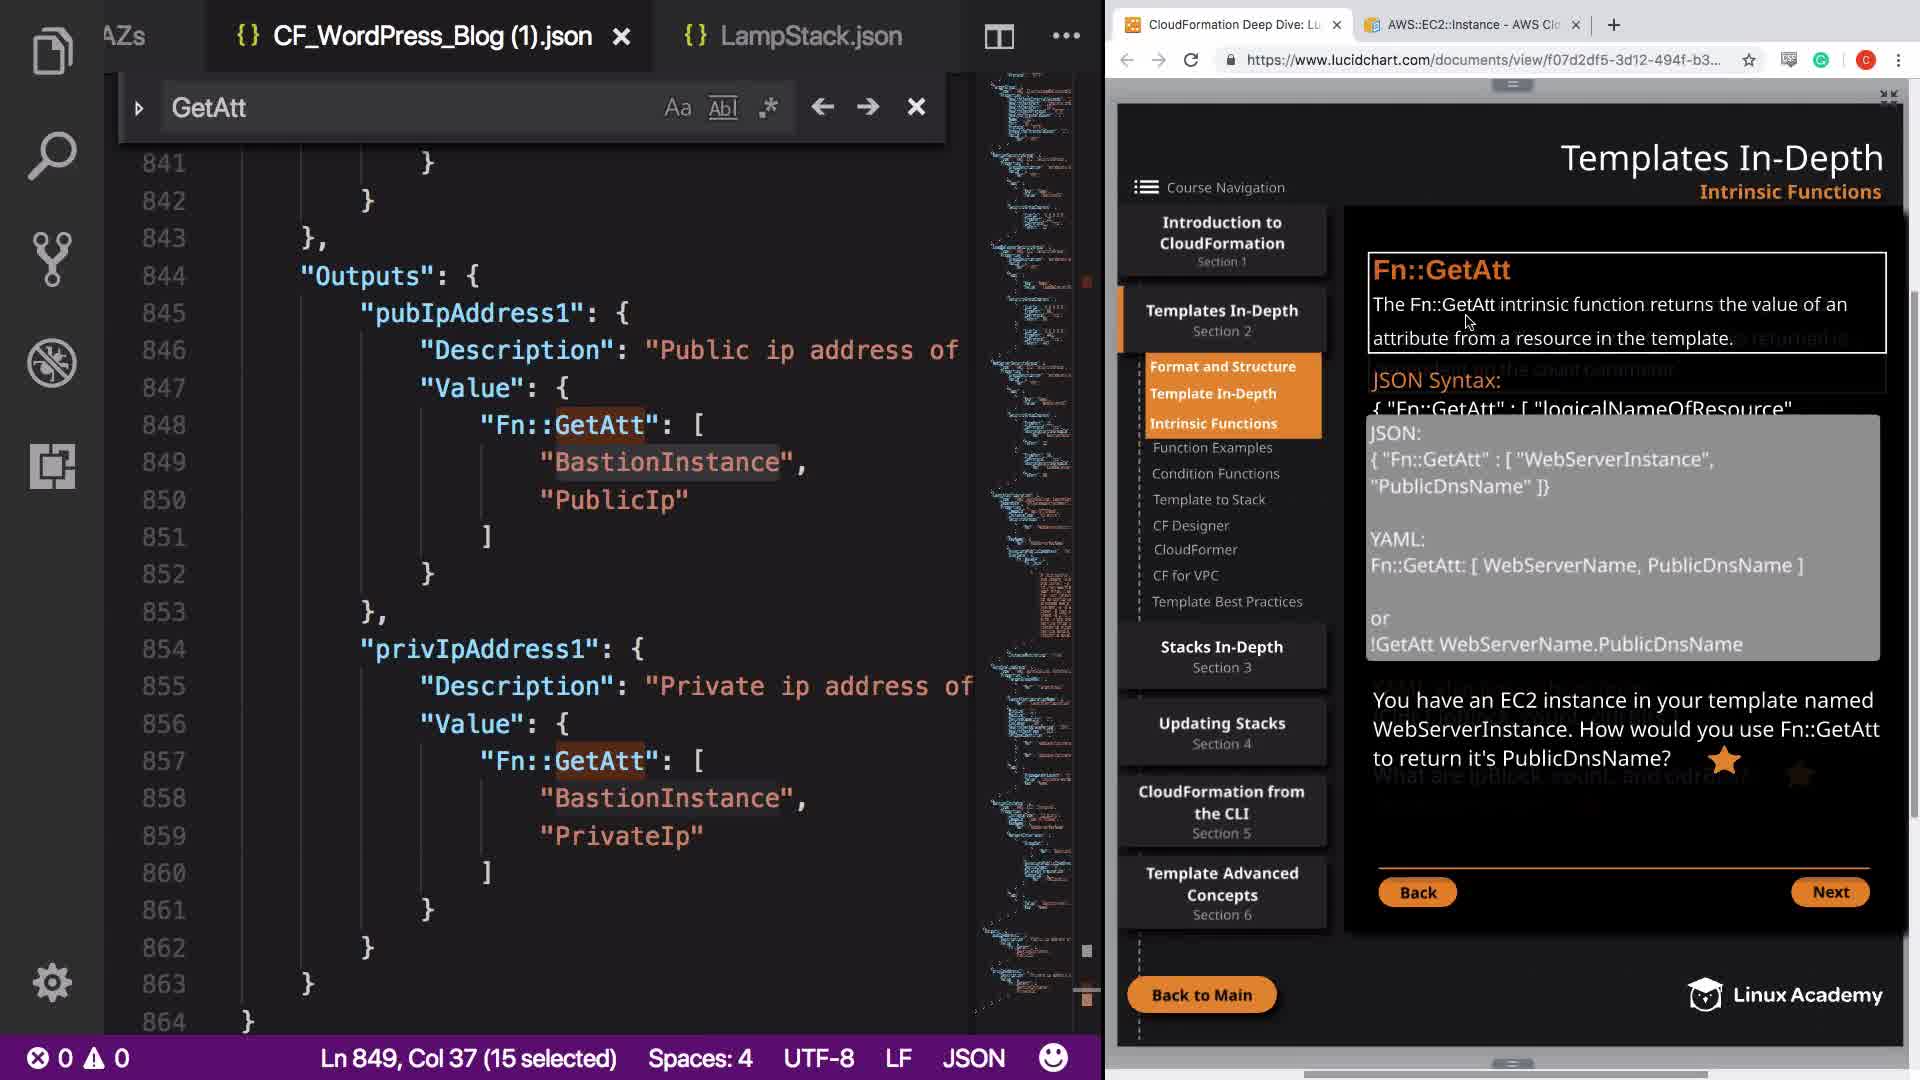 AZs
{} CF_WordPress_Blog (1).json
{} LampStack.json
GetAtt
Aa Abl .*
841 }
842 }
843 },
844 "Outputs": {
845 "pubIpAddress1": {
846 "Description": "Public ip address of
847 "Value": {
848 "Fn::GetAtt": [
849 "BastionInstance",
850 "PublicIp"
851 ]
852 }
853 },
854 "privIpAddress1": {
855 "Description": "Private ip address of
856 "Value": {
857 "Fn::GetAtt": [
858 "BastionInstance",
859 "PrivateIp"
860 ]
861 }
862 }
863 }
864 }
0 0 Ln 849, Col 37 (15 selected) Spaces: 4 UTF-8 LF JSON
CloudFormation Deep Dive: Lu
AWS::EC2::Instance - AWS Clo
https://www.lucidchart.com/documents/view/f07d2df5-3d12-494f-b3...
C
Templates In-Depth
Intrinsic Functions
Course Navigation
Introduction to
CloudFormation
Section 1
Templates In-Depth
Section 2
Format and Structure
Template In-Depth
Intrinsic Functions
Function Examples
Condition Functions
Template to Stack
CF Designer
CloudFormer
CF for VPC
Template Best Practices
Stacks In-Depth
Section 3
Updating Stacks
Section 4
CloudFormation from
the CLI
Section 5
Template Advanced
Concepts
Section 6
Back to Main
Fn::GetAtt
The Fn::GetAtt intrinsic function returns the value of an
attribute from a resource in the template.
JSON Syntax:
{ "Fn::GetAtt" : [ "logicalNameOfResource"
JSON:
{ "Fn::GetAtt" : [ "WebServerInstance",
"PublicDnsName" ]}
YAML:
Fn::GetAtt: [ WebServerName, PublicDnsName ]
or
!GetAtt WebServerName.PublicDnsName
You have an EC2 instance in your template named
WebServerInstance. How would you use Fn::GetAtt
to return it's PublicDnsName?
Back
Next
Linux Academy